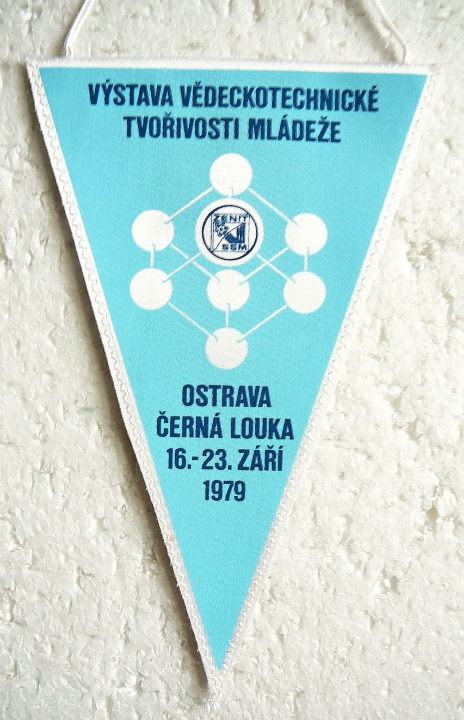 VÝSTAVA VĚDECKOTECHNICKÉ
TVOŘIVOSTI MLÁDEŽE
ZENIT
SSM
OSTRAVA
ČERNÁ LOUKA
16.-23. ZÁŘÍ
1979